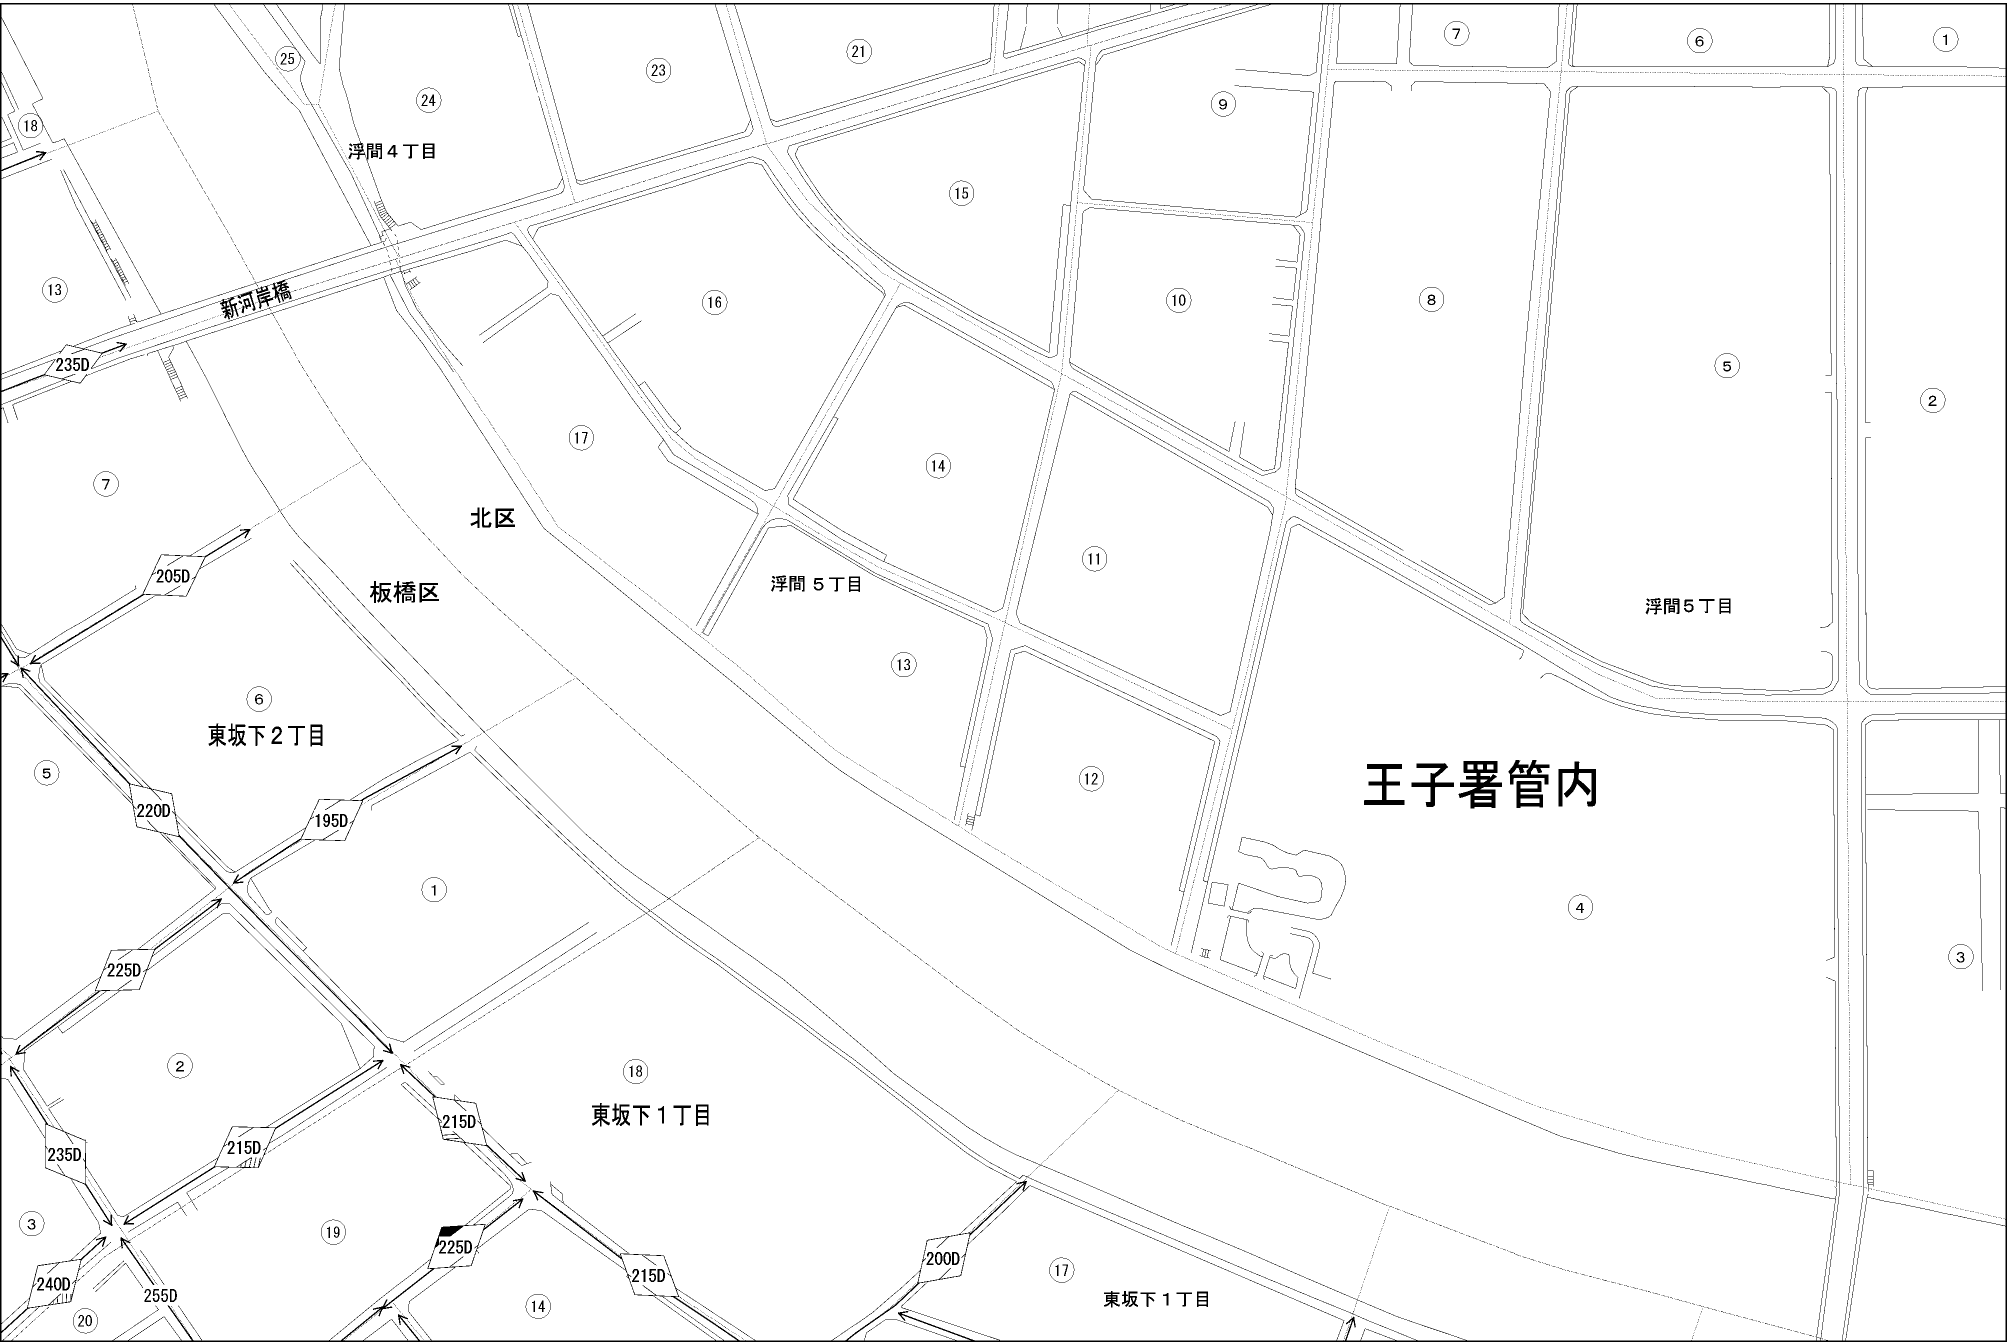 ⑦
⑥
①
25
23
21
24
⑨
18
浮間４丁目
15
13
新河岸橋
16
10
⑧
235D
⑤
②
17
14
⑦
北区
11
205D
浮間 ５丁目
板橋区
浮間５丁目
13
⑥
東坂下２丁目
⑤
12
王子署管内
220D
195D
①
④
225D
③
②
18
215D
東坂下１丁目
235D
215D
③
19
225D
200D
17
240D
215D
255D
14
東坂下１丁目
20